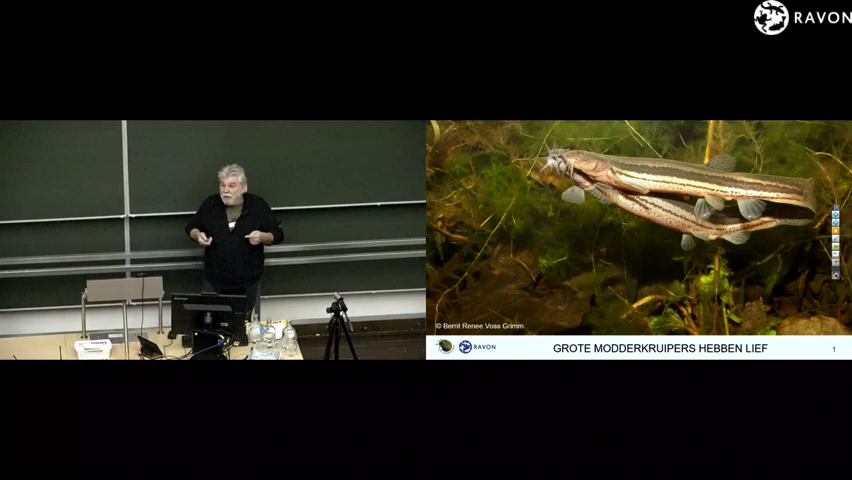 RAVON
© Bernt Renee Voss Grimm
RAVON
GROTE MODDERKRUIPERS HEBBEN LIEF
1